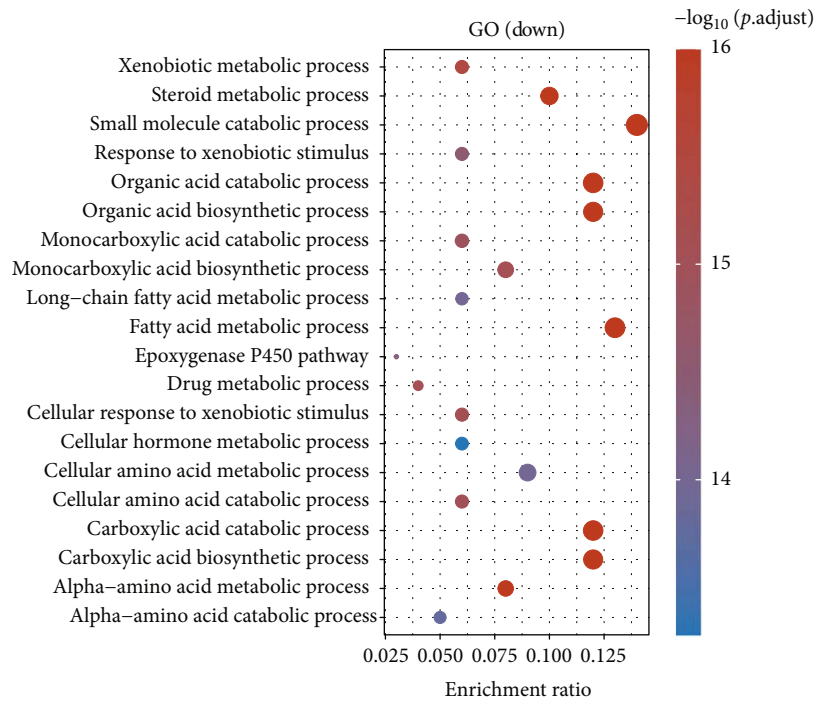 GO (down)
−log10 (p.adjust)
16
15
14
Xenobiotic metabolic process
Steroid metabolic process
Small molecule catabolic process
Response to xenobiotic stimulus
Organic acid catabolic process
Organic acid biosynthetic process
Monocarboxylic acid catabolic process
Monocarboxylic acid biosynthetic process
Long−chain fatty acid metabolic process
Fatty acid metabolic process
Epoxygenase P450 pathway
Drug metabolic process
Cellular response to xenobiotic stimulus
Cellular hormone metabolic process
Cellular amino acid metabolic process
Cellular amino acid catabolic process
Carboxylic acid catabolic process
Carboxylic acid biosynthetic process
Alpha−amino acid metabolic process
Alpha−amino acid catabolic process
0.025 0.050 0.075 0.100 0.125
Enrichment ratio